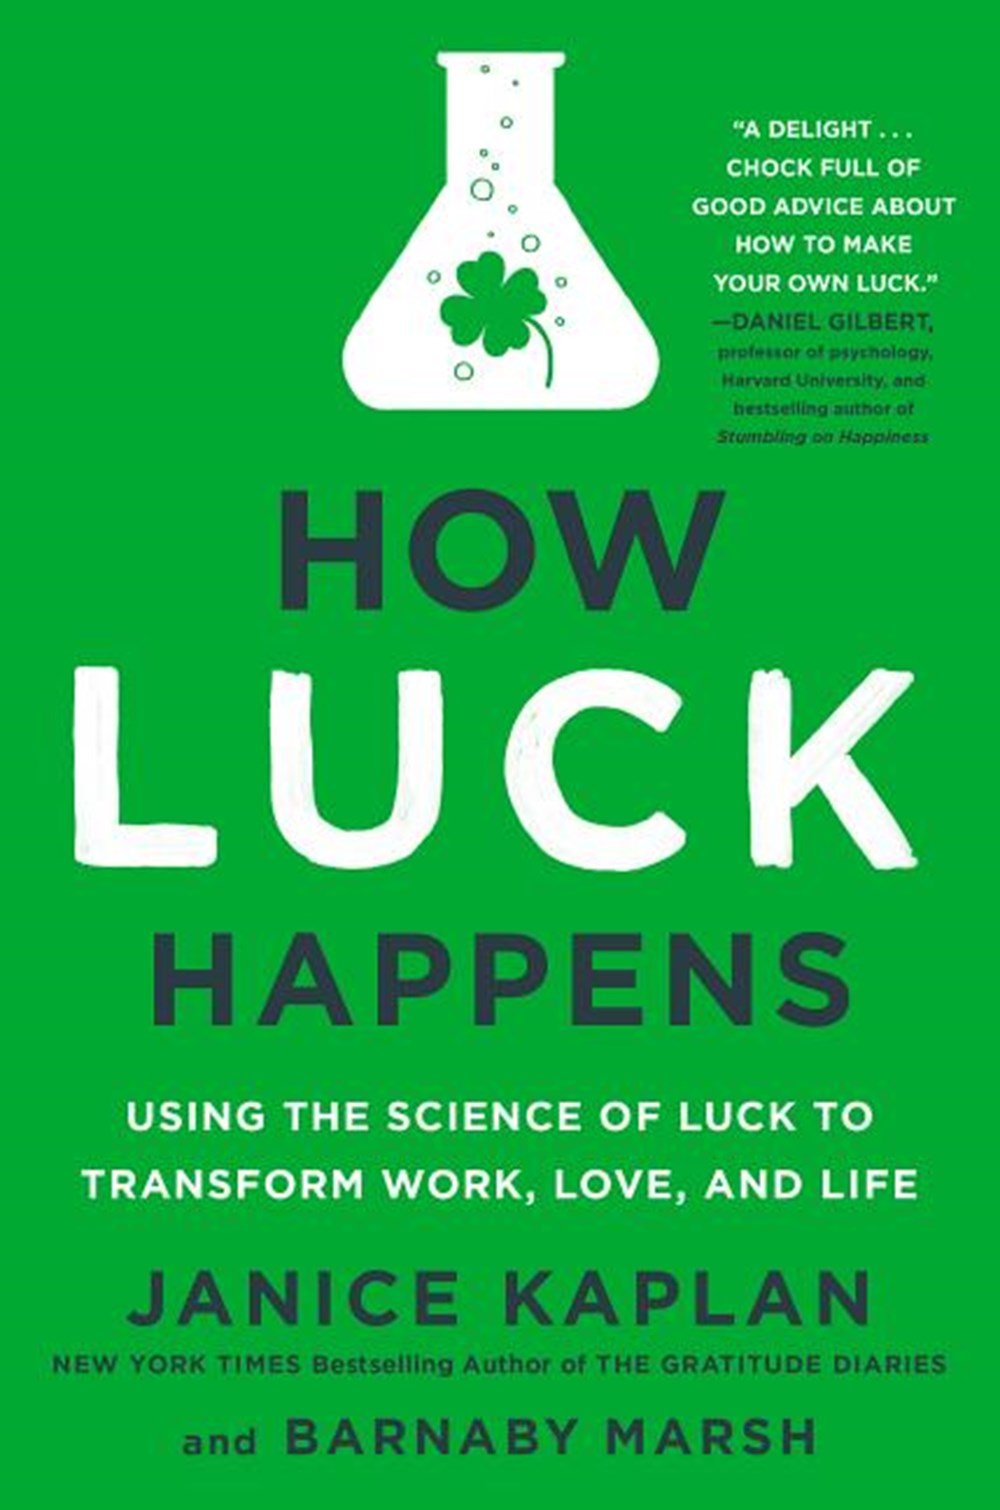 “A DELIGHT . . .
CHOCK FULL OF
GOOD ADVICE ABOUT
HOW TO MAKE
YOUR OWN LUCK.”
—DANIEL GILBERT,
professor of psychology,
Harvard University, and
bestselling author of
Stumbling on Happiness
HOW
LUCK
HAPPENS
USING THE SCIENCE OF LUCK TO
TRANSFORM WORK, LOVE, AND LIFE
JANICE KAPLAN
NEW YORK TIMES Bestselling Author of THE GRATITUDE DIARIES
and BARNABY MARSH